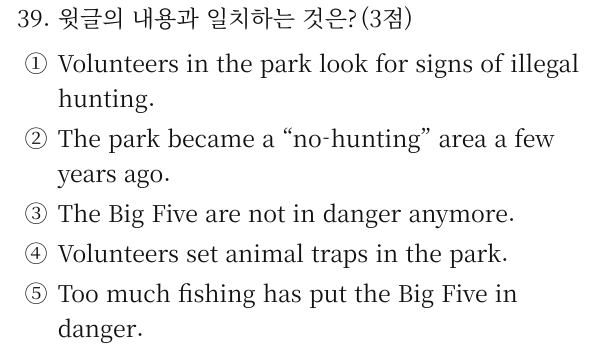 39. 윗글의 내용과 일치하는 것은?(3점)
① Volunteers in the park look for signs of illegal
hunting.
② The park became a “no-hunting” area a few
years ago.
③ The Big Five are not in danger anymore.
④ Volunteers set animal traps in the park.
⑤ Too much fishing has put the Big Five in
danger.